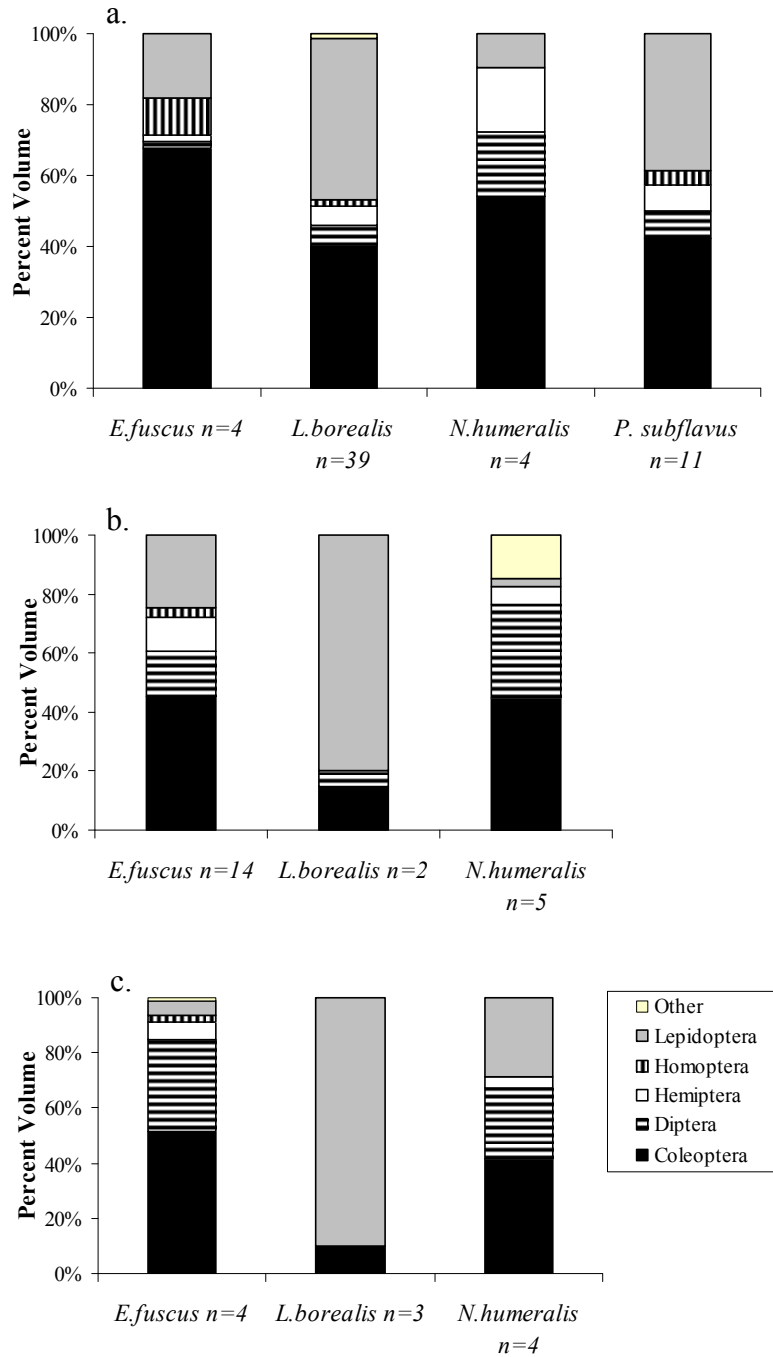 a.
100%
80%
60%
40%
20%
0%
Percent Volume
E.fuscus n=4
L.borealis
n=39
N.humeralis
n=4
P. subflavus
n=11
b.
100%
80%
60%
40%
20%
0%
Percent Volume
E.fuscus n=14
L.borealis n=2
N.humeralis
n=5
c.
100%
80%
60%
40%
20%
0%
Percent Volume
E.fuscus n=4
L.borealis n=3
N.humeralis
n=4
Other
Lepidoptera
Homoptera
Hemiptera
Diptera
Coleoptera